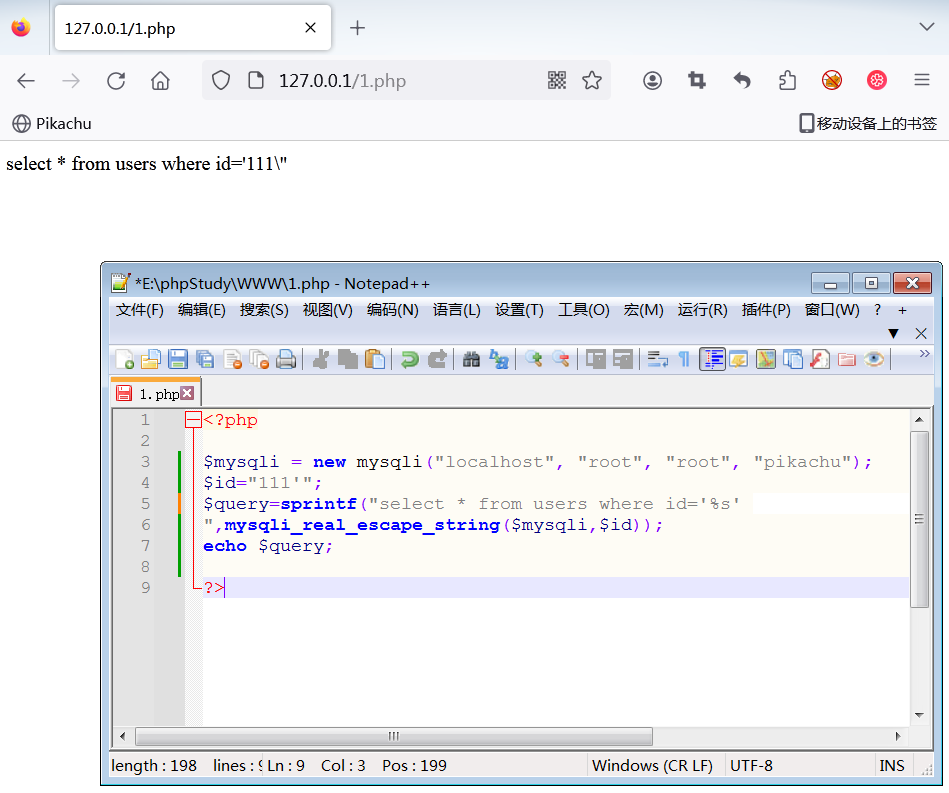 127.0.0.1/1.php
127.0.0.1/1.php
Pikachu
移动设备上的书签
select * from users where id='111\''
*E:\phpStudy\WWW\1.php - Notepad++
文件(F) 编辑(E) 搜索(S) 视图(V) 编码(N) 语言(L) 设置(T) 工具(O) 宏(M) 运行(R) 插件(P) 窗口(W) ? +
1.php
1 <?php
2
3 $mysqli = new mysqli("localhost", "root", "root", "pikachu");
4 $id="111'";
5 $query=sprintf("select * from users where id='%s'
6 ",mysqli_real_escape_string($mysqli,$id));
7 echo $query;
8
9 ?>
length : 198 lines : Ln : 9 Col : 3 Pos : 199 Windows (CR LF) UTF-8 INS